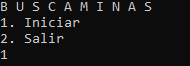 B U S C A M I N A S
1. Iniciar
2. Salir
1